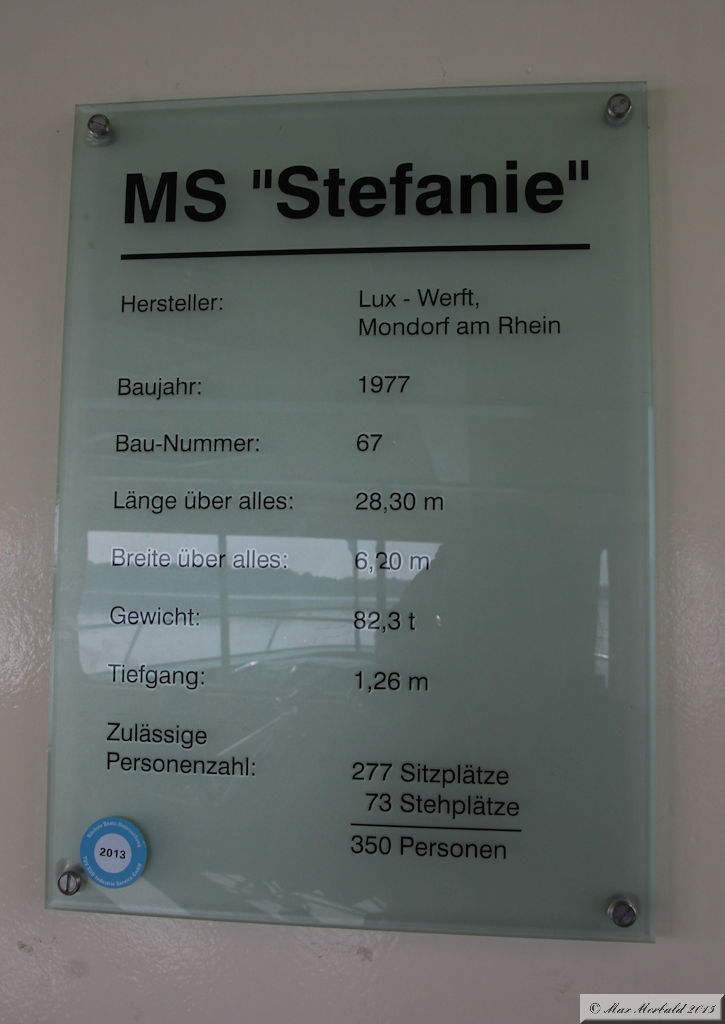 MS "Stefanie"
Hersteller: Lux - Werft,
Mondorf am Rhein
Baujahr: 1977
Bau-Nummer: 67
Länge über alles: 28,30 m
Breite über alles: 6,20 m
Gewicht: 82,3 t
Tiefgang: 1,26 m
Zulässige
Personenzahl:
277 Sitzplätze
73 Stehplätze
350 Personen
2013
© Max Merbald 2013